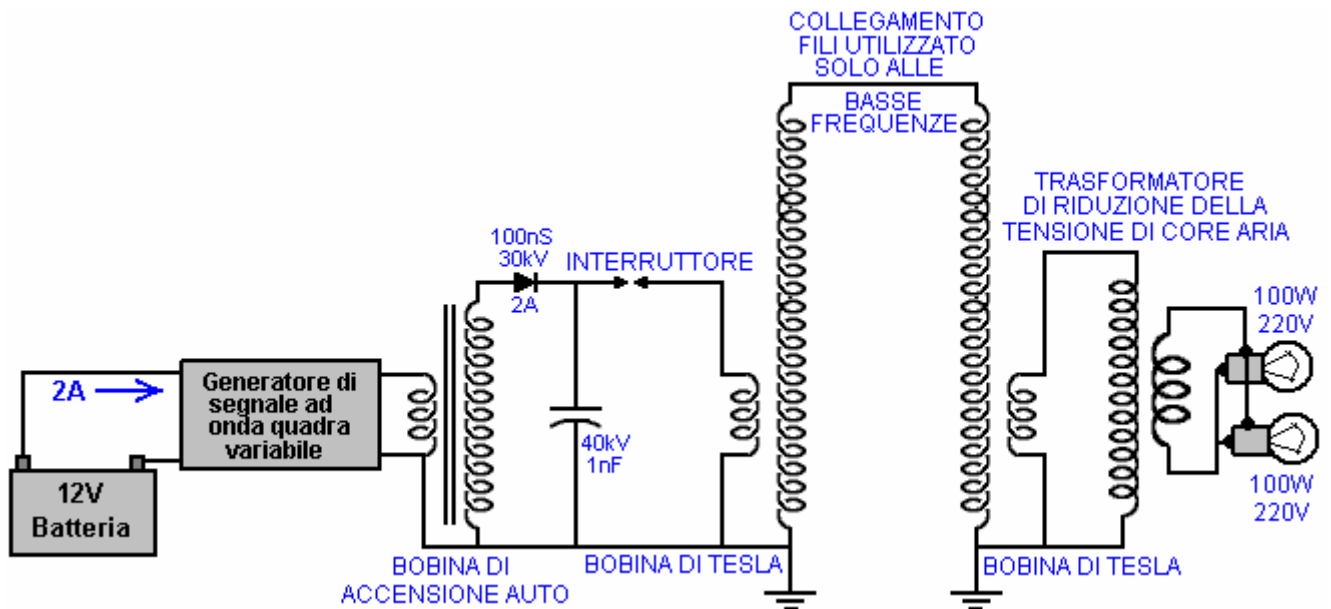 COLLEGAMENTO
FILI UTILIZZATO
SOLO ALLE
BASSE
FREQUENZE
TRASFORMATORE
DI RIDUZIONE DELLA
TENSIONE DI CORE ARIA
100nS
30kV
2A
INTERRUTTORE
100W
220V
2A
Generatore di
segnale ad
onda quadra
variabile
40kV
1nF
12V
Batteria
100W
220V
BOBINA DI
ACCENSIONE AUTO
BOBINA DI TESLA
BOBINA DI TESLA